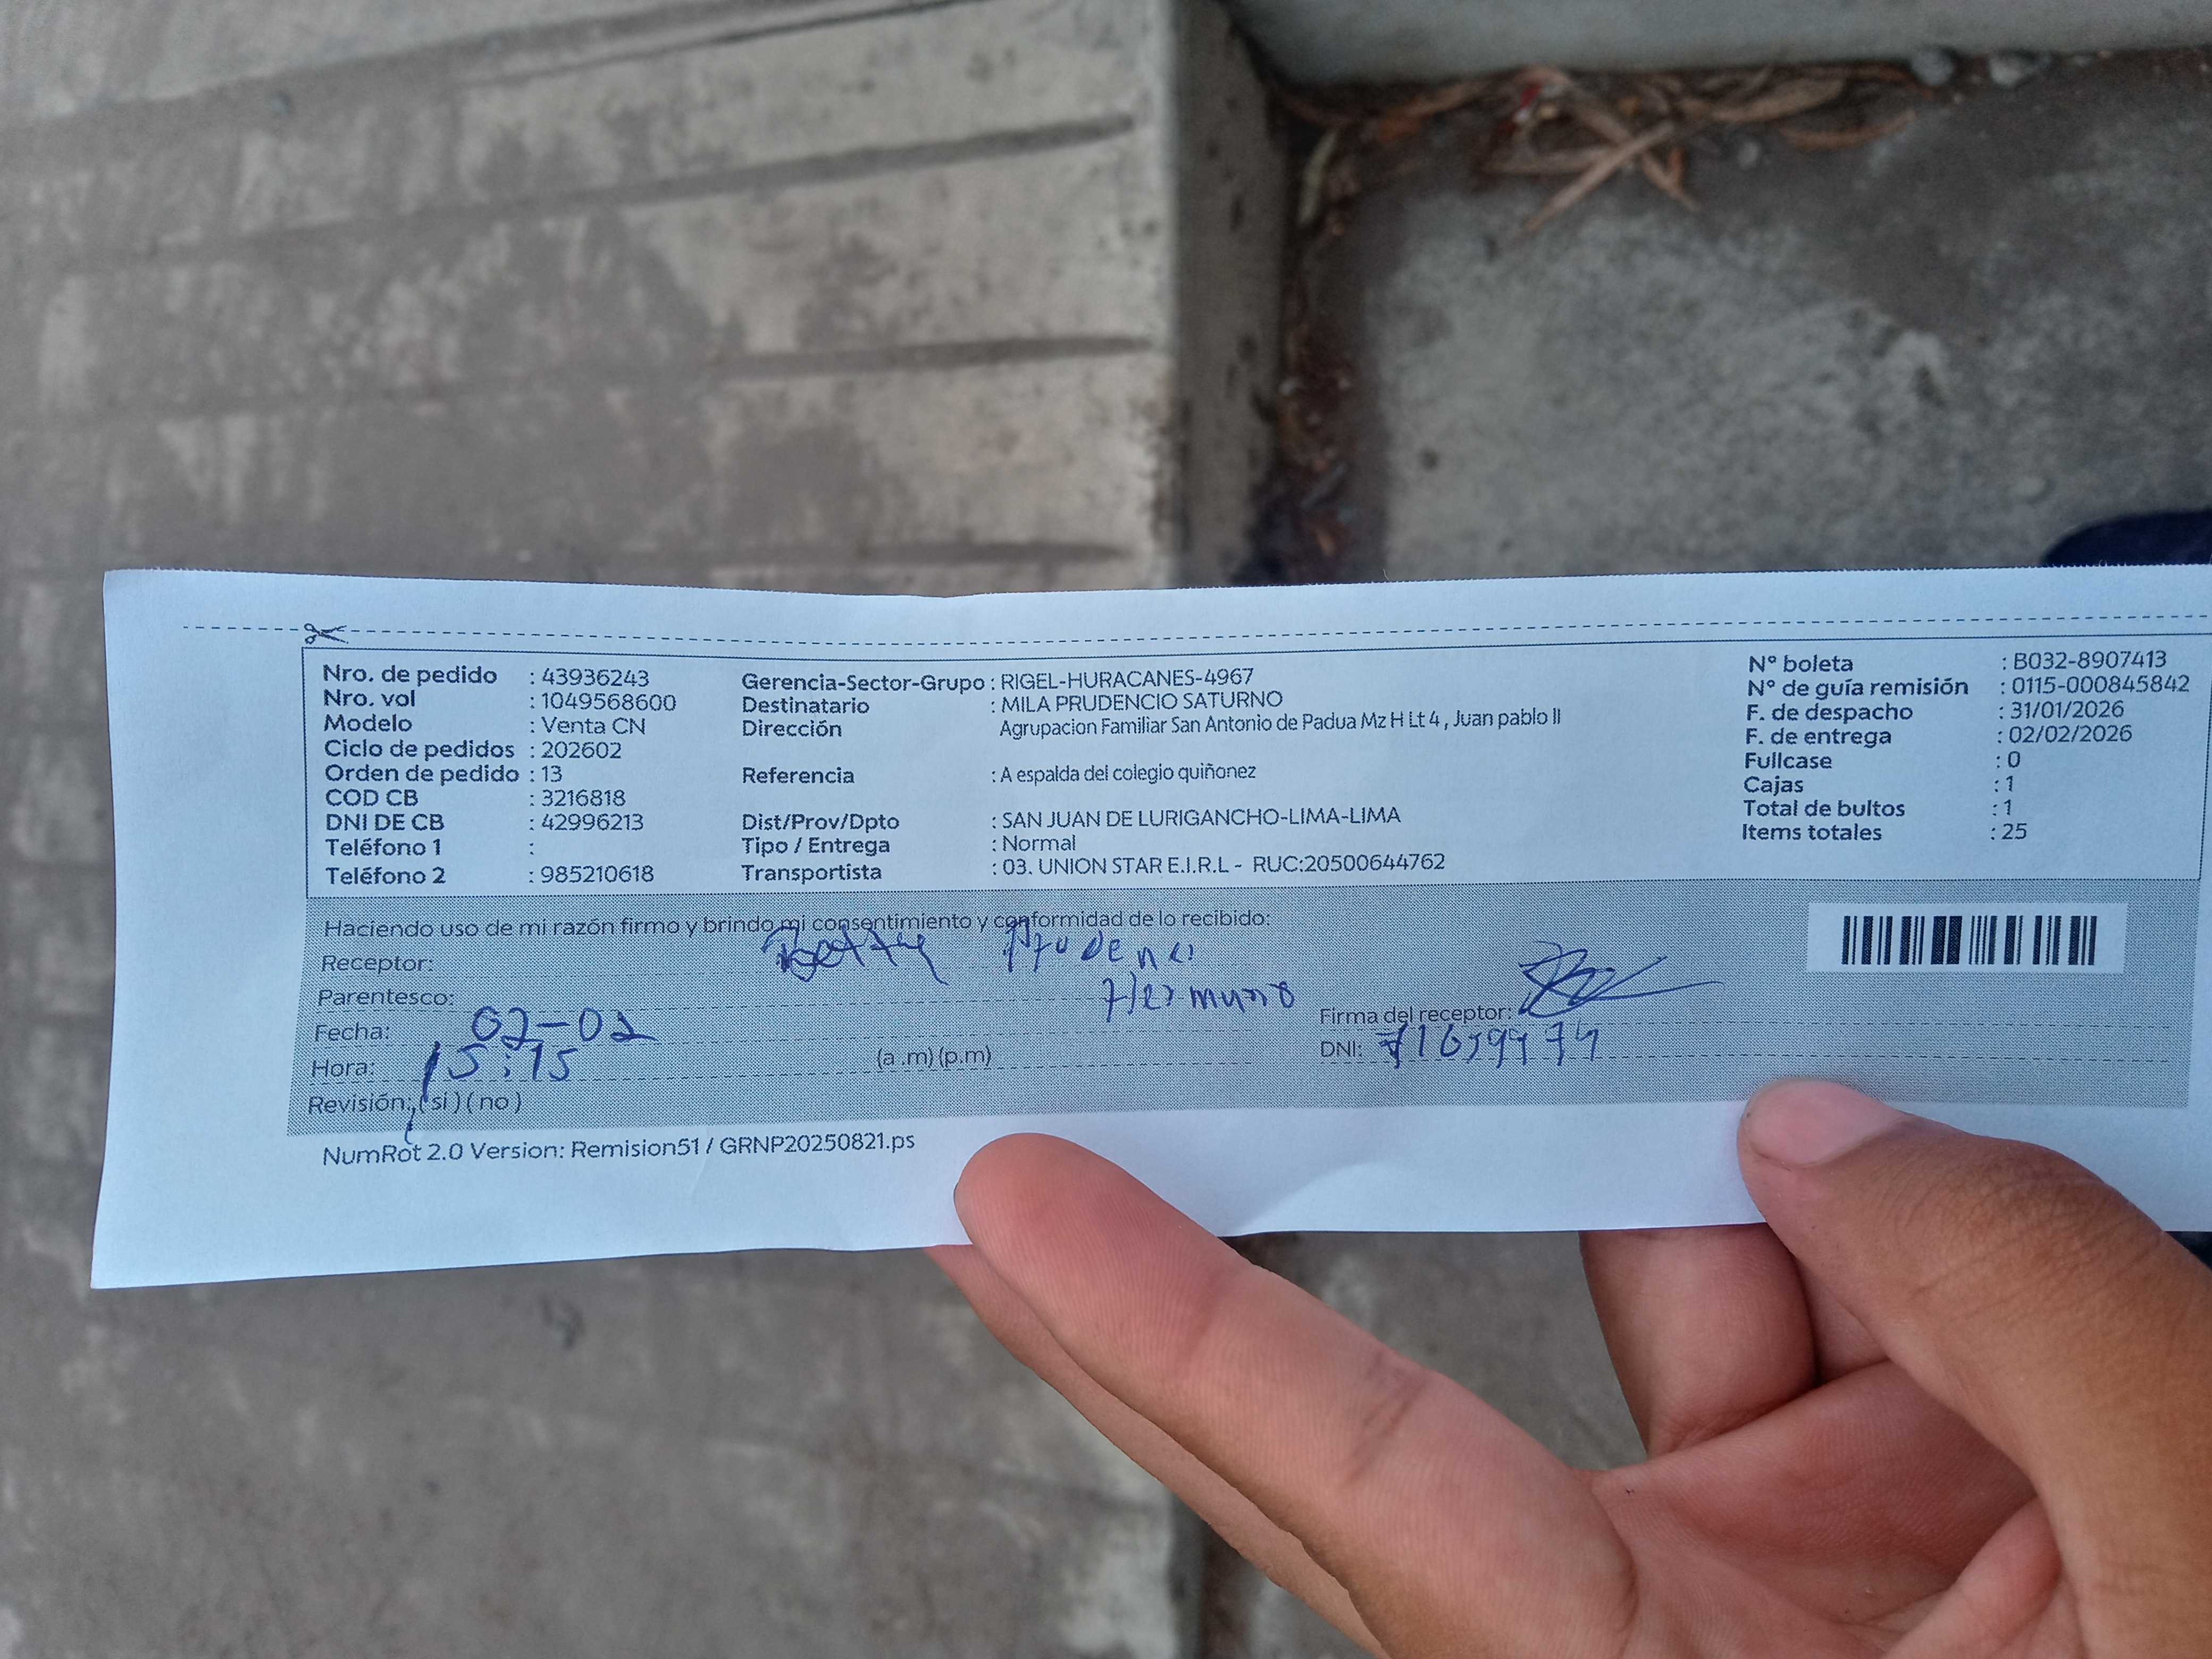 Nro. de pedido : 43936243
Nro. vol : 1049568600
Modelo : Venta CN
Ciclo de pedidos : 202602
Orden de pedido : 13
COD CB : 3216818
DNI DE CB : 42996213
Teléfono 1 :
Teléfono 2 : 985210618
Gerencia-Sector-Grupo : RIGEL-HURACANES-4967
Destinatario : MILA PRUDENCIO SATURNO
Dirección Agrupacion Familiar San Antonio de Padua Mz H Lt 4 , Juan pablo II
Referencia : A espalda del colegio quiñonez
Dist/Prov/Dpto : SAN JUAN DE LURIGANCHO-LIMA-LIMA
Tipo / Entrega : Normal
Transportista : 03. UNION STAR E.I.R.L - RUC:20500644762
N° boleta : B032-8907413
N° de guía remisión : 0115-000845842
F. de despacho : 31/01/2026
F. de entrega : 02/02/2026
Fullcase : 0
Cajas : 1
Total de bultos : 1
Items totales : 25
Haciendo uso de mi razón firmo y brindo mi consentimiento y conformidad de lo recibido:
Receptor: Betty
Parentesco:
Fecha: 02-02
Hora: 15:15 (a .m) (p.m)
Revisión: ( si ) ( no )
Firma del receptor:
DNI:
NumRot 2.0 Version: Remision51 / GRNP20250821.ps